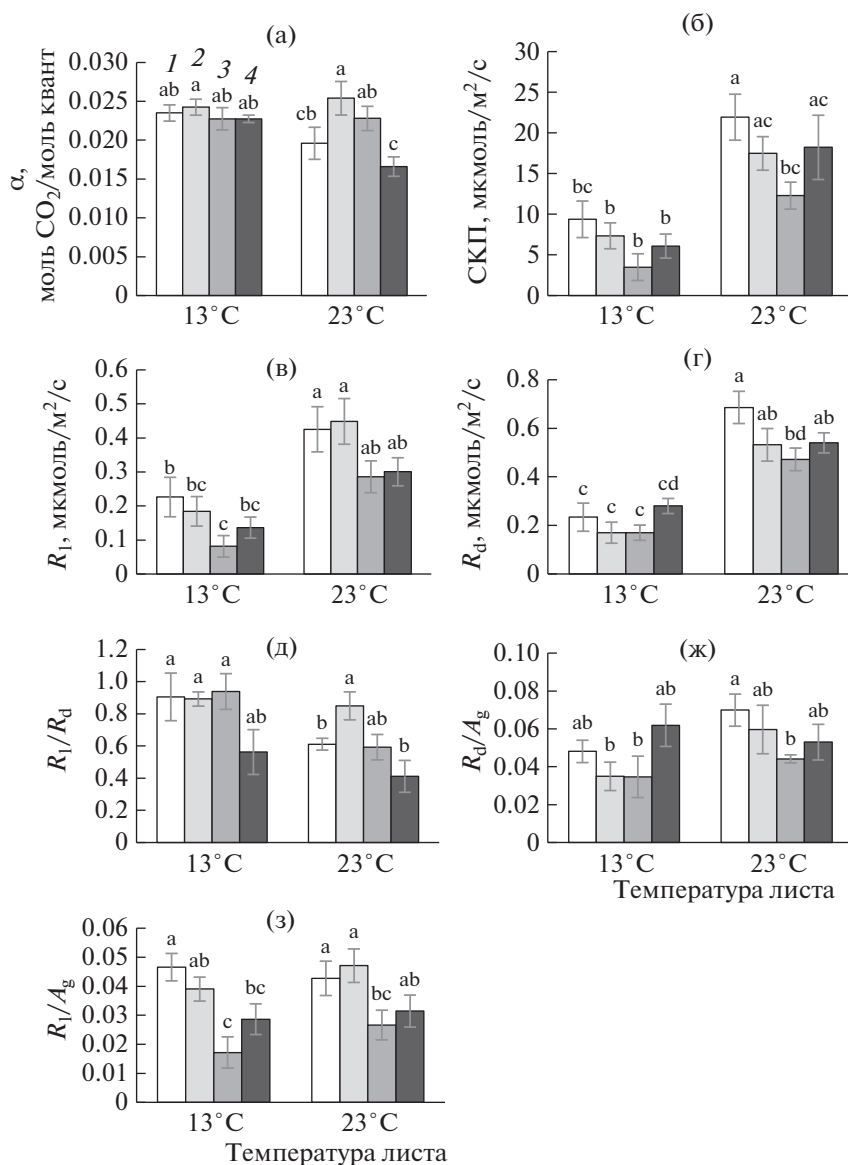 (а)
α,
моль CO₂/моль квант
0.030
0.025
0.020
0.015
0.010
0.005
0
1 2 3 4
ab a ab ab
cb a ab c
13°C 23°C
(б)
СКП, мкмоль/м²/с
30
25
20
15
10
5
0
bc b b b
a ac bc ac
13°C 23°C
(в)
R₁, мкмоль/м²/с
0.6
0.5
0.4
0.3
0.2
0.1
0
b bc c bc
a a ab ab
13°C 23°C
(г)
R_d, мкмоль/м²/с
0.8
0.6
0.4
0.2
0
c c c cd
a ab bd ab
13°C 23°C
(д)
R₁/R_d
1.2
1.0
0.8
0.6
0.4
0.2
0
a a a ab
b a ab b
13°C 23°C
(ж)
R_d/A_g
0.10
0.08
0.06
0.04
0.02
0
ab b b ab
a ab b ab
13°C 23°C
Температура листа
(з)
R₁/A_g
0.06
0.05
0.04
0.03
0.02
0.01
0
a ab c bc
a a bc ab
13°C 23°C
Температура листа